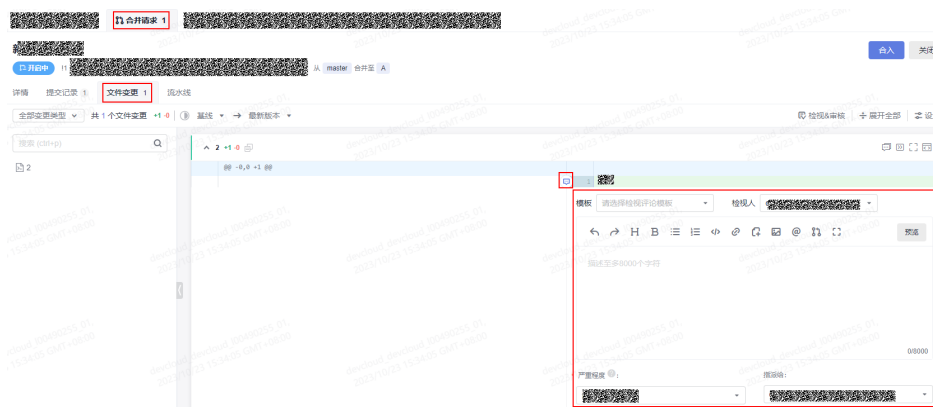 合并请求 1
新
合入 关闭
开启中 !1 从 master 合并至 A
详情 提交记录 1 文件变更 1 流水线
全部变更类型 共 1 个文件变更 +1 -0 基线 → 最新版本 检视&审核 展开全部 设
搜索 (ctrl+p) 2 +1 -0
2 @@ -0,0 +1 @@
1
模板 请选择检视评论模板 检视人
H B 预览
描述至多8000个字符
0/8000
严重程度 : 指派给: